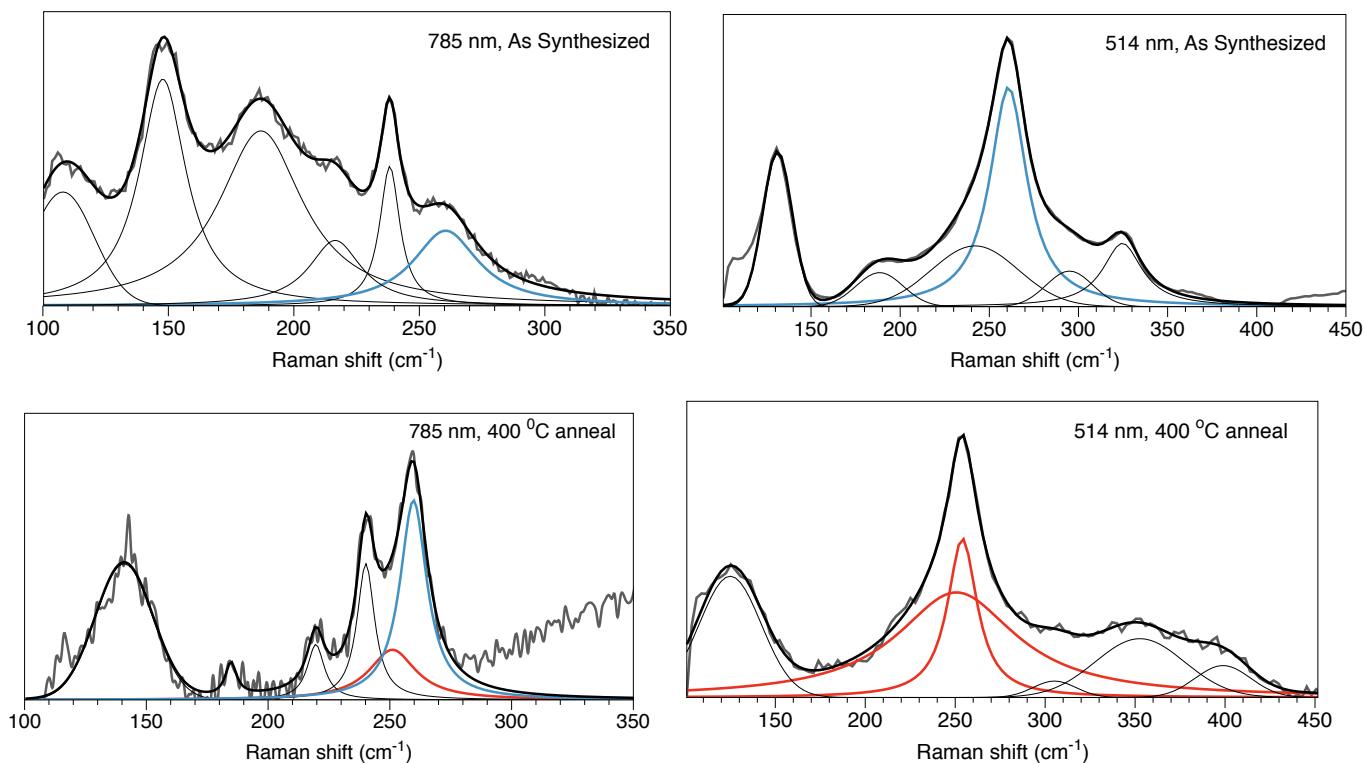 785 nm, As Synthesized
100 150 200 250 300 350
Raman shift (cm-1)
514 nm, As Synthesized
150 200 250 300 350 400 450
Raman shift (cm-1)
785 nm, 400 0C anneal
100 150 200 250 300 350
Raman shift (cm-1)
514 nm, 400 oC anneal
150 200 250 300 350 400 450
Raman shift (cm-1)